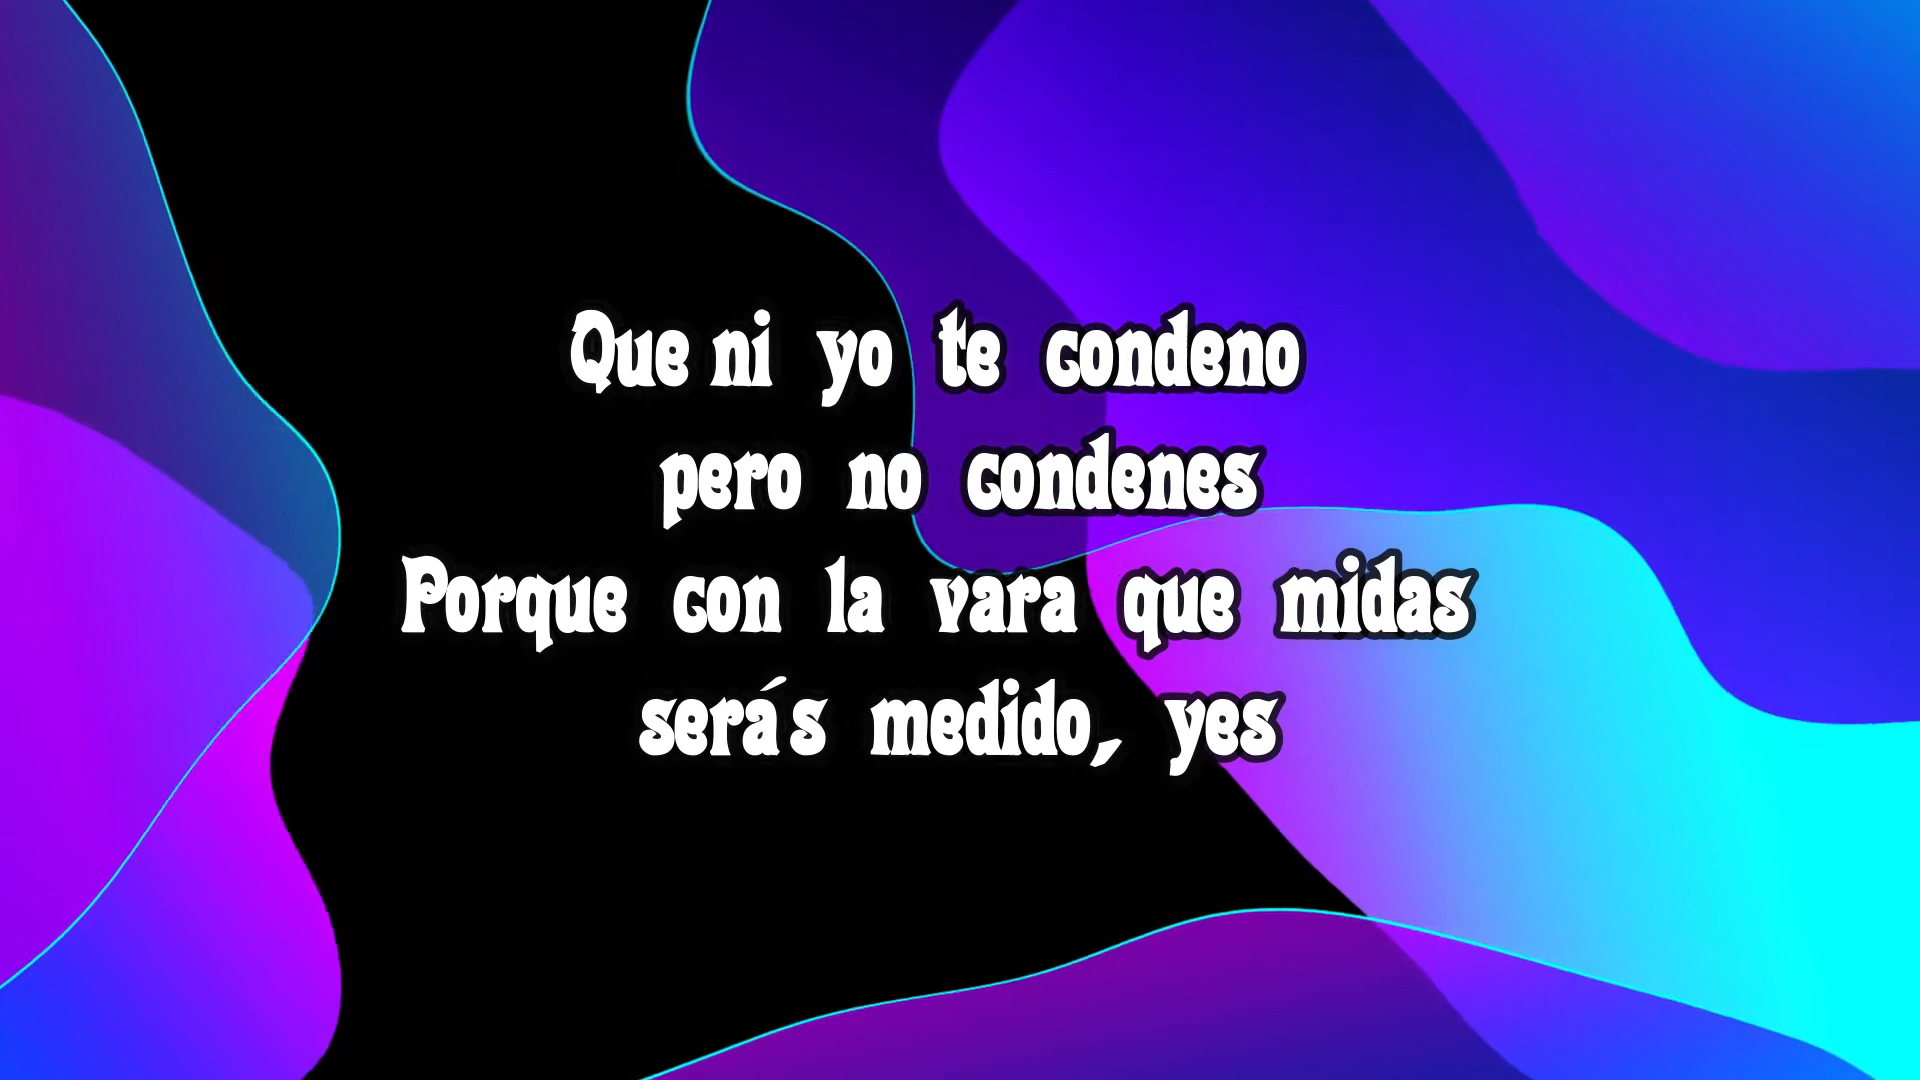 Que ni yo te condeno
pero no condenes
Porque con la vara que midas
serás medido, yes